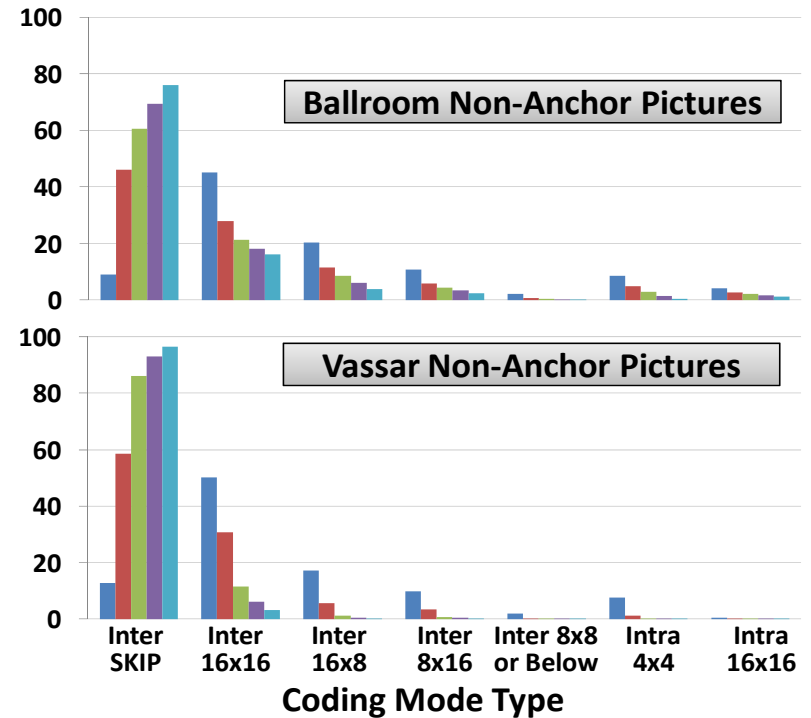 100
80
60
40
20
0
Ballroom Non-Anchor Pictures
100
80
60
40
20
0
Vassar Non-Anchor Pictures
Inter Inter Inter Inter Inter 8x8 Intra Intra
SKIP 16x16 16x8 8x16 or Below 4x4 16x16
Coding Mode Type